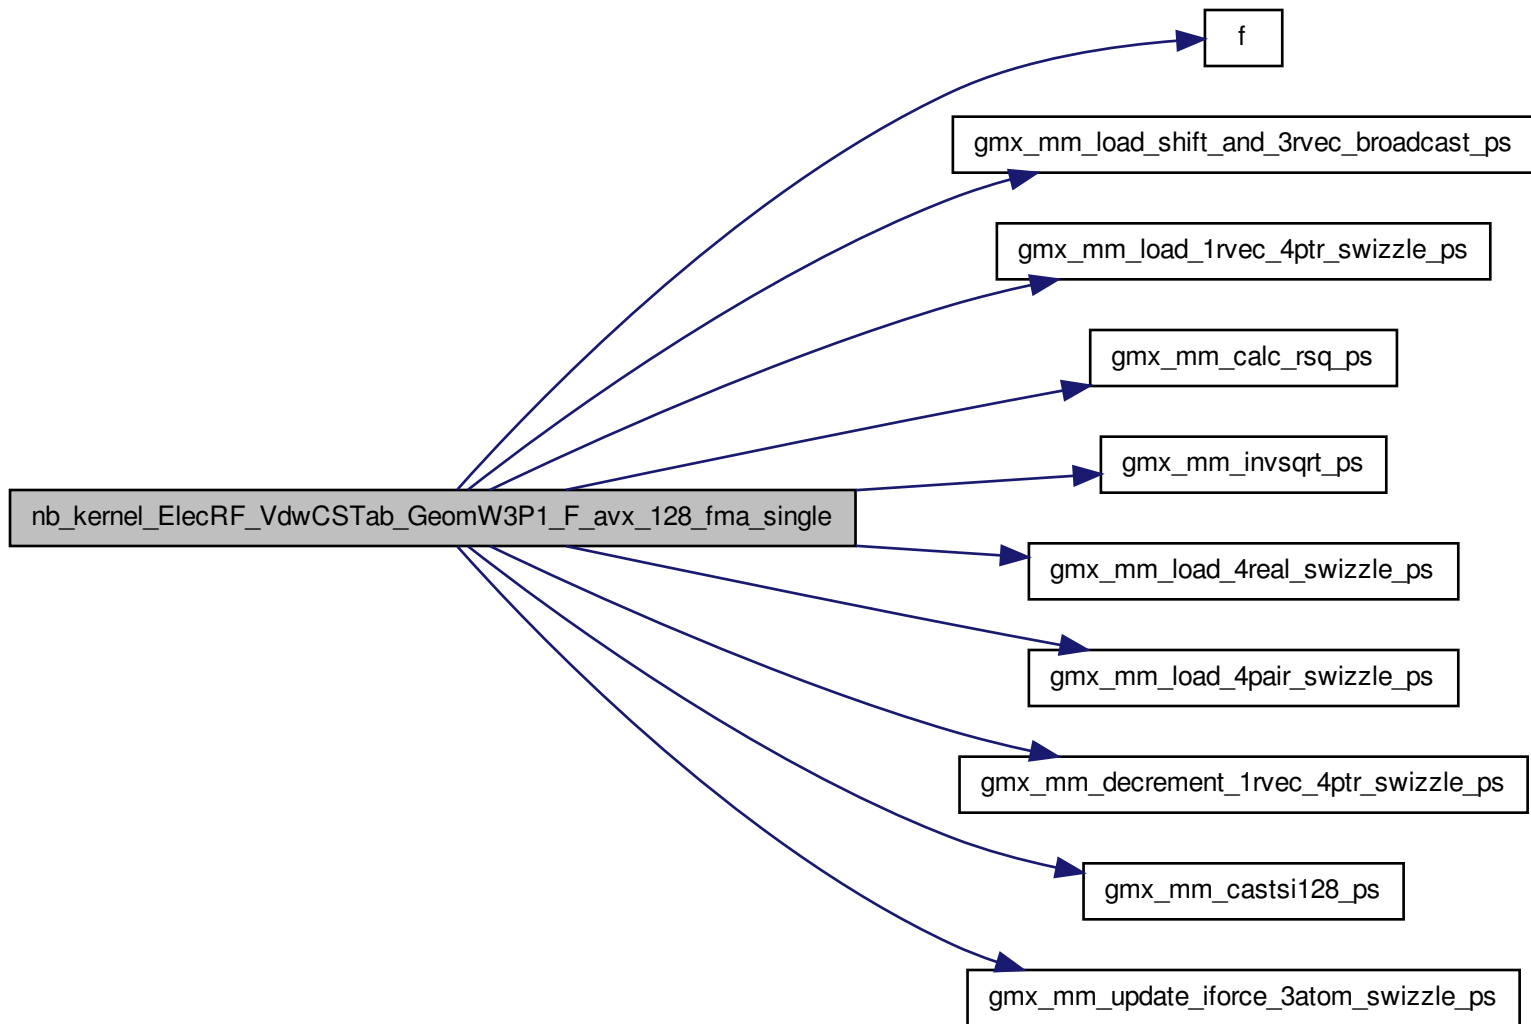 f
gmx_mm_load_shift_and_3rvec_broadcast_ps
gmx_mm_load_1rvec_4ptr_swizzle_ps
gmx_mm_calc_rsq_ps
gmx_mm_invsqrt_ps
nb_kernel_ElecRF_VdwCSTab_GeomW3P1_F_avx_128_fma_single
gmx_mm_load_4real_swizzle_ps
gmx_mm_load_4pair_swizzle_ps
gmx_mm_decrement_1rvec_4ptr_swizzle_ps
gmx_mm_castsi128_ps
gmx_mm_update_iforce_3atom_swizzle_ps